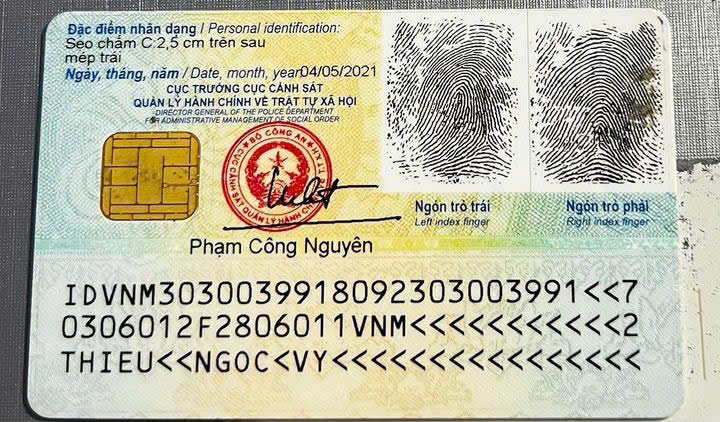 Đặc điểm nhân dạng / Personal identification:
Sẹo chấm C:2,5 cm trên sau
mép trái
Ngày, tháng, năm / Date, month, year04/05/2021
CỤC TRƯỞNG CỤC CẢNH SÁT
QUẢN LÝ HÀNH CHÍNH VỀ TRẬT TỰ XÃ HỘI
DIRECTOR GENERAL OF THE POLICE DEPARTMENT
FOR ADMINISTRATIVE MANAGEMENT OF SOCIAL ORDER
BỘ CÔNG AN
CỤC CẢNH SÁT QUẢN LÝ HÀNH
Ngón trỏ trái
Left index finger
Ngón trỏ phải
Right index finger
Phạm Công Nguyên
IDVNM3030039918092303003991<<7
0306012F2806011VNM<<<<<<<<<<<2
THIEU<<NGOC<VY<<<<<<<<<<<<<<<<